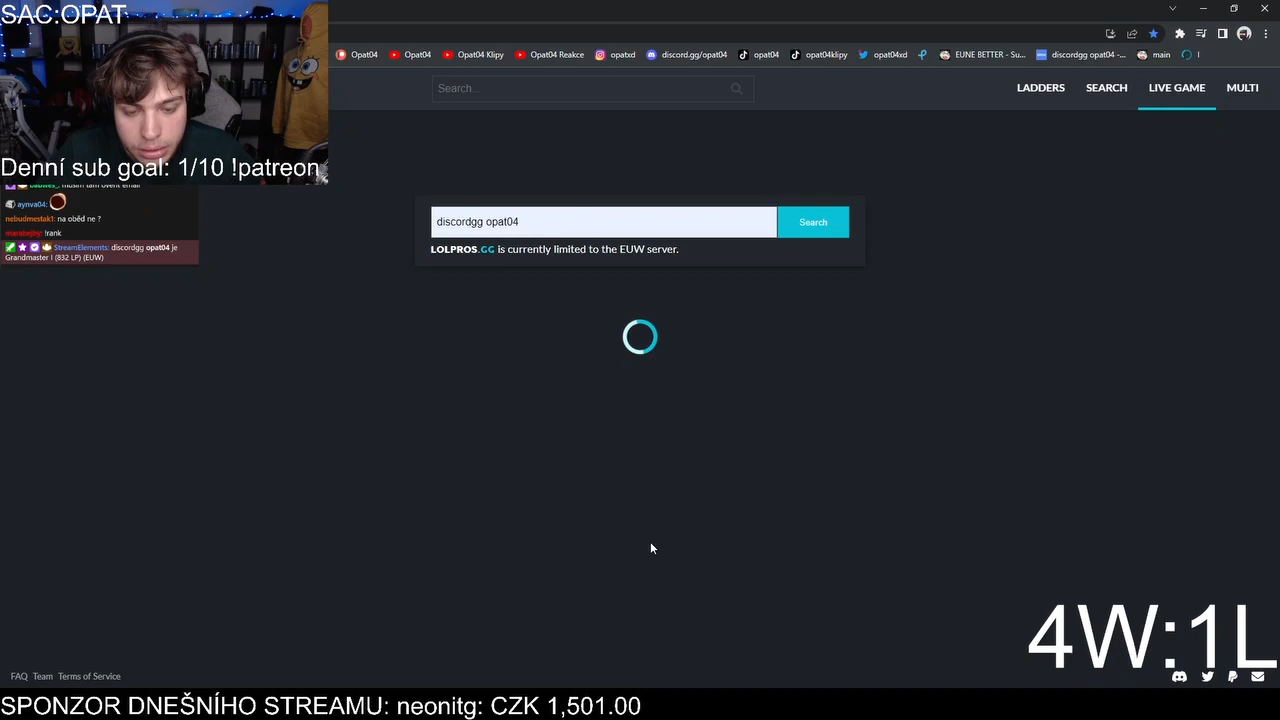 SAC:OPAT
Denní sub goal: 1/10 !patreon
Opat04
Opat04
Opat04 Klipy
Opat04 Reakce
opatxd
discord.gg/opat04
opat04
opat04klipy
opat04xd
EUNE BETTER - Su...
discordgg opat04 -...
main
Search...
LADDERS
SEARCH
LIVE GAME
MULTI
aynva04:
nebudmestak1: na oběd ne ?
!rank
StreamElements: discordgg opat04 je
Grandmaster I (832 LP) (EUW)
discordgg opat04
Search
LOLPROS.GG is currently limited to the EUW server.
4W:1L
FAQ Team Terms of Service
SPONZOR DNEŠNÍHO STREAMU: neonitg: CZK 1,501.00